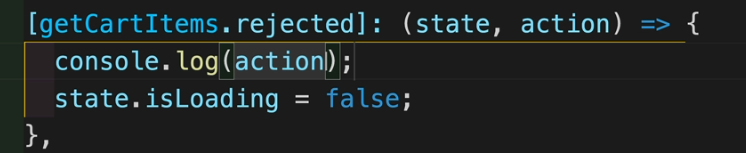 [getCartItems.rejected]: (state, action) => {
console.log(action);
state.isLoading = false;
},